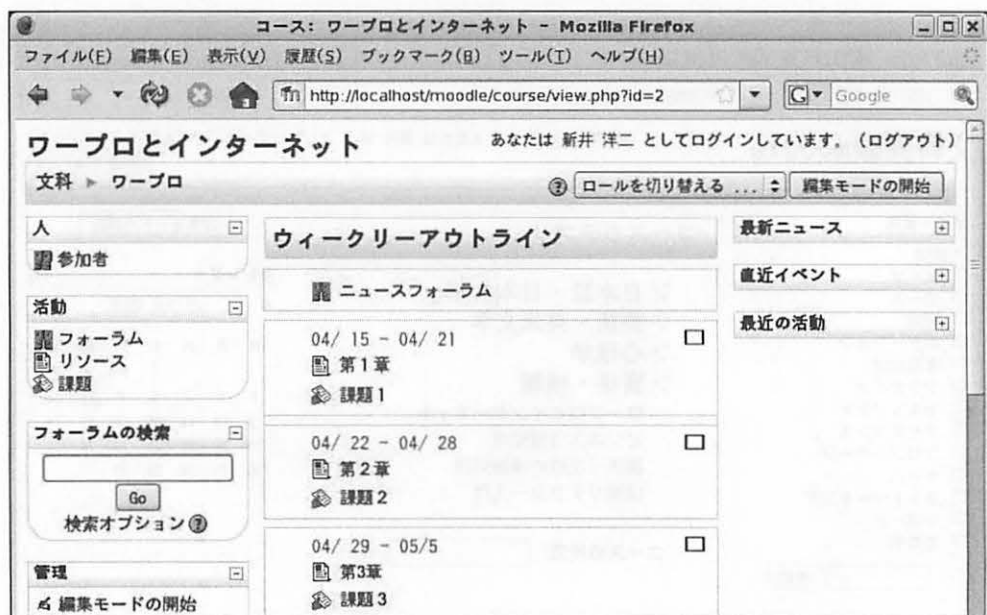 コース: ワープロとインターネット - Mozilla Firefox
ファイル(F) 編集(E) 表示(V) 履歴(S) ブックマーク(B) ツール(T) ヘルプ(H)
http://localhost/moodle/course/view.php?id=2
G Google
ワープロとインターネット
あなたは 新井 洋二 としてログインしています。 (ログアウト)
文科 ► ワープロ
ロールを切り替える ...
編集モードの開始
人
参加者
活動
フォーラム
リソース
課題
フォーラムの検索
Go
検索オプション
管理
編集モードの開始
ウィークリーアウトライン
ニュースフォーラム
04/ 15 - 04/ 21
第1章
課題1
04/ 22 - 04/ 28
第2章
課題2
04/ 29 - 05/5
第3章
課題3
最新ニュース
直近イベント
最近の活動